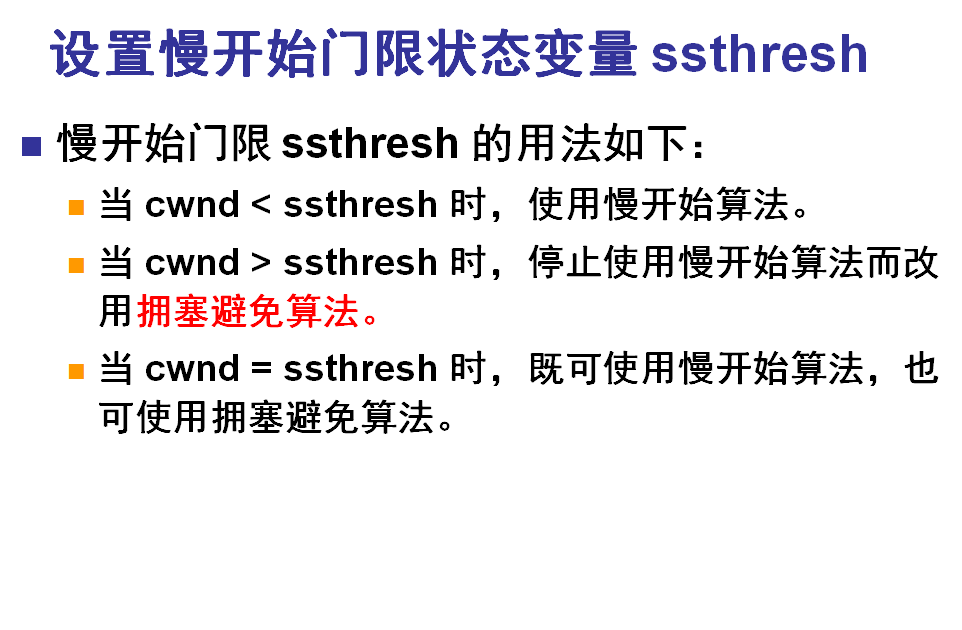 设置慢开始门限状态变量 ssthresh
慢开始门限 ssthresh 的用法如下：
当 cwnd < ssthresh 时，使用慢开始算法。
当 cwnd > ssthresh 时，停止使用慢开始算法而改
用拥塞避免算法。
当 cwnd = ssthresh 时，既可使用慢开始算法，也
可使用拥塞避免算法。